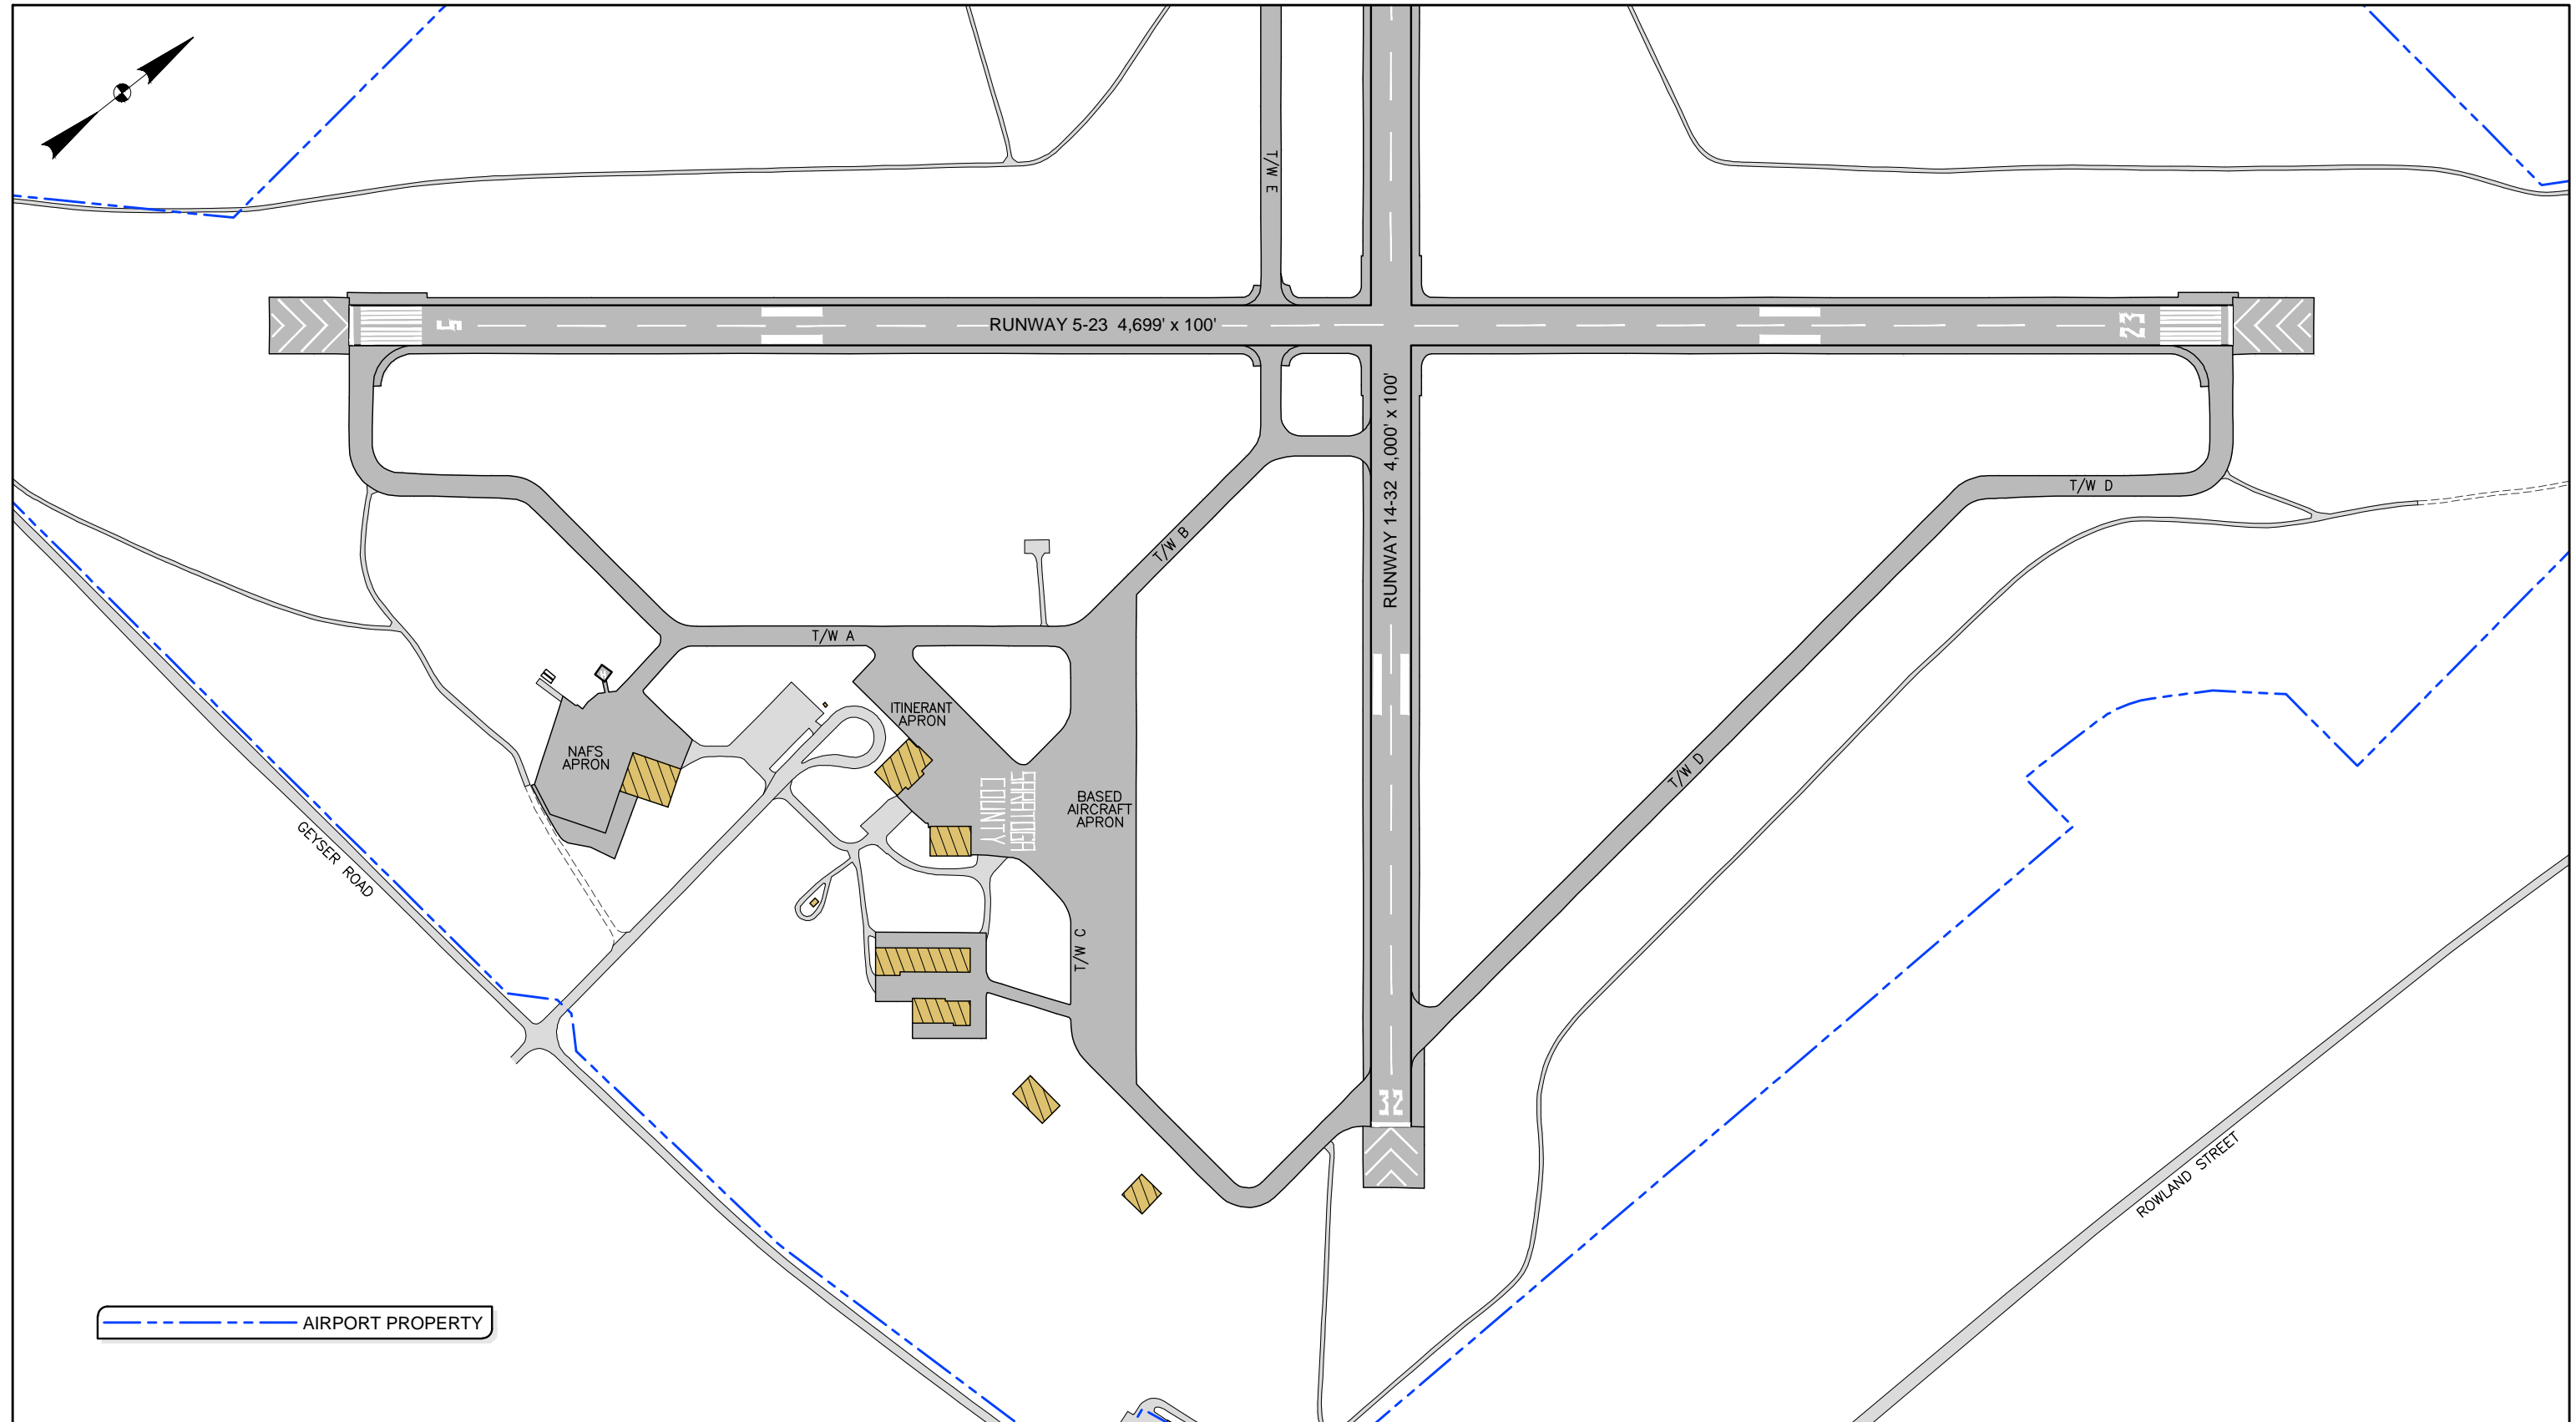 T/W E
5
RUNWAY 5-23 4,699' x 100'
23
RUNWAY 14-32 4,000' x 100'
T/W D
T/W B
T/W A
ITINERANT
APRON
NAFS
APRON
SARATOGA
COUNTY
BASED
AIRCRAFT
APRON
T/W D
GEYSER ROAD
T/W C
32
ROWLAND STREET
AIRPORT PROPERTY